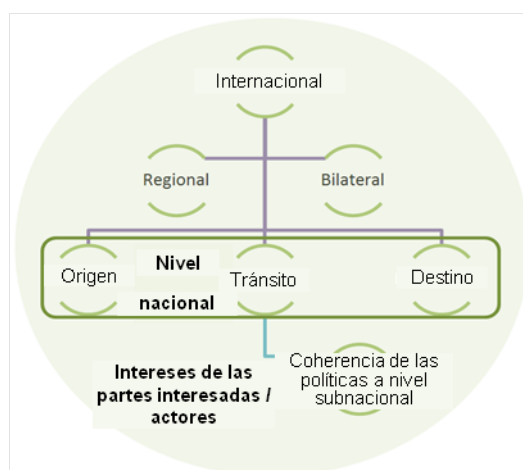 Internacional
Regional
Bilateral
Origen
Nivel
nacional
Tránsito
Destino
Intereses de las
partes interesadas /
actores
Coherencia de las
políticas a nivel
subnacional